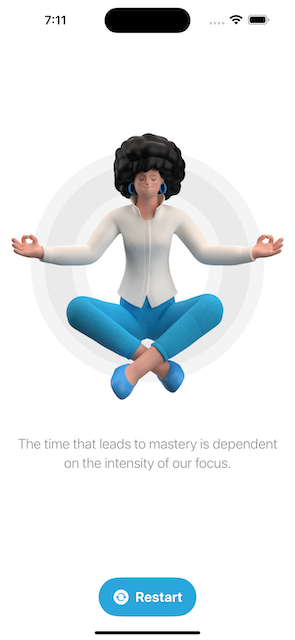 7:11
The time that leads to mastery is dependent
on the intensity of our focus.
Restart